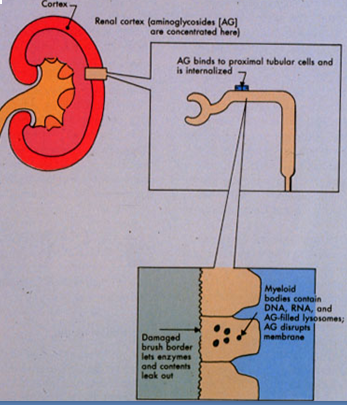 Cortex
Renal cortex (aminoglycosides [AG]
are concentrated here)
AG binds to proximal tubular cells and
is internalized
Myeloid
bodies contain
DNA, RNA, and
AG-filled lysosomes;
AG disrupts
membrane
Damaged
brush border
lets enzymes
and contents
leak out